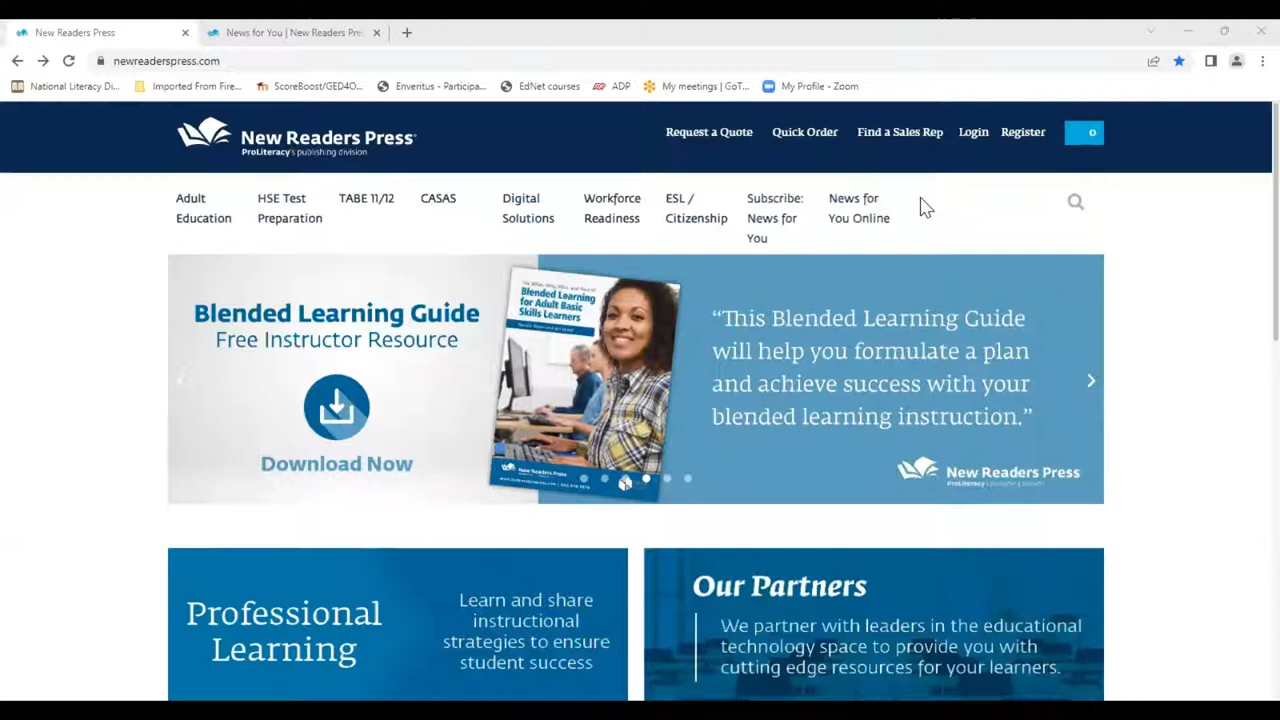 New Readers Press
News for You | New Readers Pre
newreaderspress.com
National Literacy Di...
Imported From Fire...
ScoreBoost/GED4O...
Enveritus - Participa...
EdNet courses
ADP
My meetings | GoT...
My Profile - Zoom
New Readers Press
ProLiteracy's publishing division
Request a Quote
Quick Order
Find a Sales Rep
Login
Register
0
Adult
Education
HSE Test
Preparation
TABE 11/12
CASAS
Digital
Solutions
Workforce
Readiness
ESL /
Citizenship
Subscribe:
News for
You
News for
You Online
Blended Learning Guide
Free Instructor Resource
Download Now
Blended Learning
for Adult Basic
Skills Learners
New Readers Press
“This Blended Learning Guide
will help you formulate a plan
and achieve success with your
blended learning instruction.”
New Readers Press
Professional
Learning
Learn and share
instructional
strategies to ensure
student success
Our Partners
We partner with leaders in the educational
technology space to provide you with
cutting edge resources for your learners.